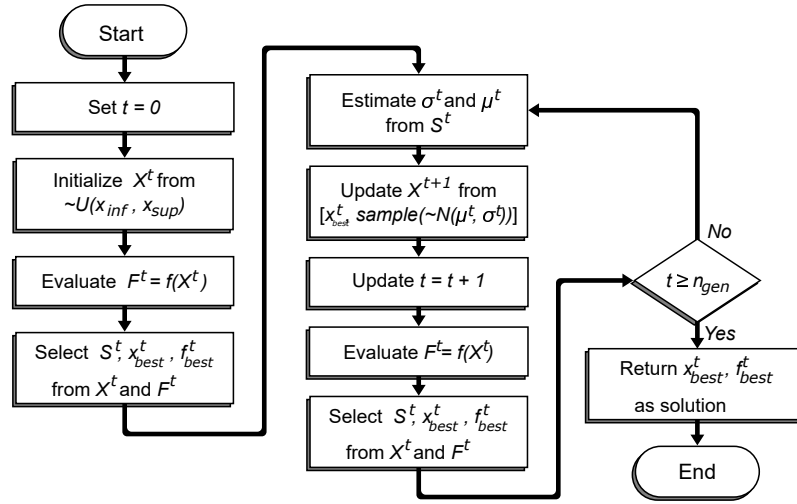 Start
Set t = 0
Initialize X^t from
~U(x_inf , x_sup)
Evaluate F^t = f(X^t)
Select S^t, x^t_best , f^t_best
from X^t and F^t
Estimate σ^t and μ^t
from S^t
Update X^t+1 from
[x^t_best, sample(~N(μ^t, σ^t))]
Update t = t + 1
Evaluate F^t = f(X^t)
Select S^t, x^t_best , f^t_best
from X^t and F^t
No
t ≥ n_gen
Yes
Return x^t_best, f^t_best
as solution
End